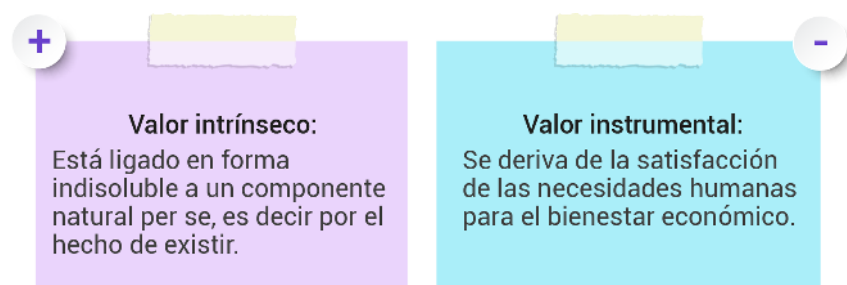 +
-
Valor intrínseco:
Está ligado en forma
indisoluble a un componente
natural per se, es decir por el
hecho de existir.
Valor instrumental:
Se deriva de la satisfacción
de las necesidades humanas
para el bienestar económico.